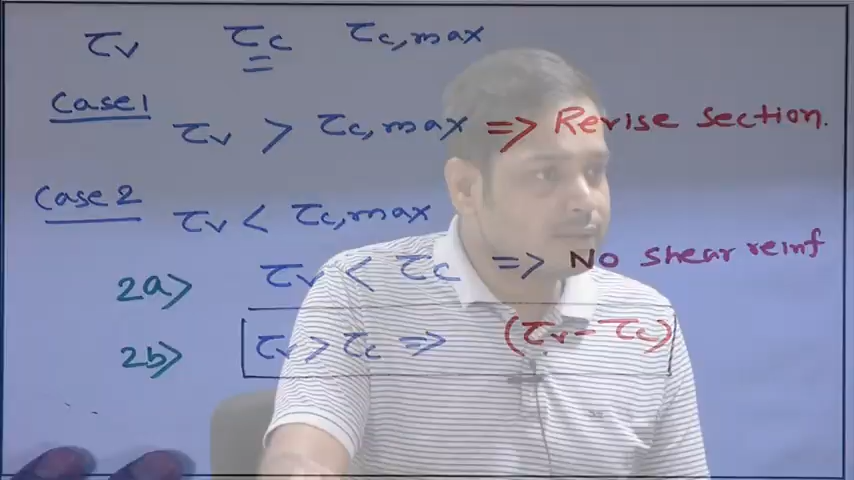 τv τc τc,max
Case1
τv > τc,max => Revise section.
Case 2
τv < τc,max
2a> τv < τc => No shear reinf
2b> τv > τc => (τv - τc)